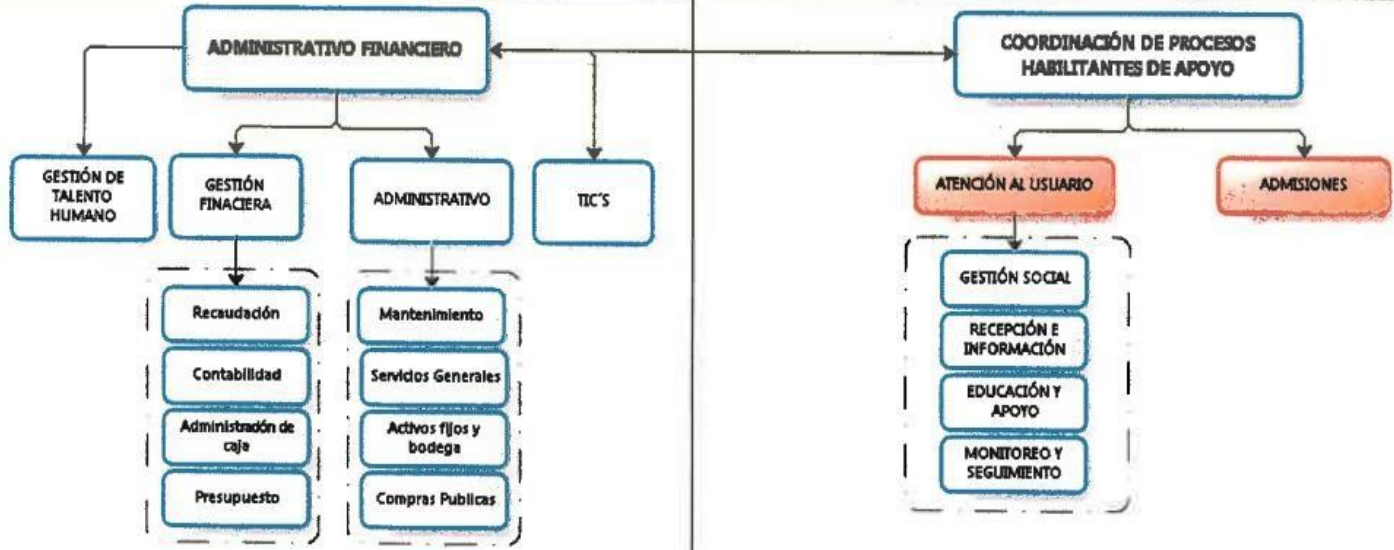 ADMINISTRATIVO FINANCIERO
COORDINACIÓN DE PROCESOS
HABILITANTES DE APOYO
GESTIÓN DE
TALENTO
HUMANO
GESTIÓN
FINACIERA
ADMINISTRATIVO
TIC´S
ATENCIÓN AL USUARIO
ADMISIONES
Recaudación
Contabilidad
Administración de
caja
Presupuesto
Mantenimiento
Servicios Generales
Activos fijos y
bodega
Compras Publicas
GESTIÓN SOCIAL
RECEPCIÓN E
INFORMACIÓN
EDUCACIÓN Y
APOYO
MONITOREO Y
SEGUIMIENTO